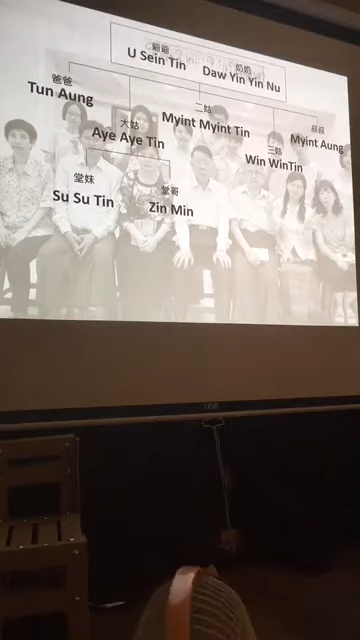 爺爺 奶奶
U Sein Tin Daw Yin Yin Nu
爸爸
Tun Aung
大姑
Aye Aye Tin
二姑
Myint Myint Tin
三姑
Win WinTin
叔叔
Myint Aung
堂妹
Su Su Tin
堂哥
Zin Min